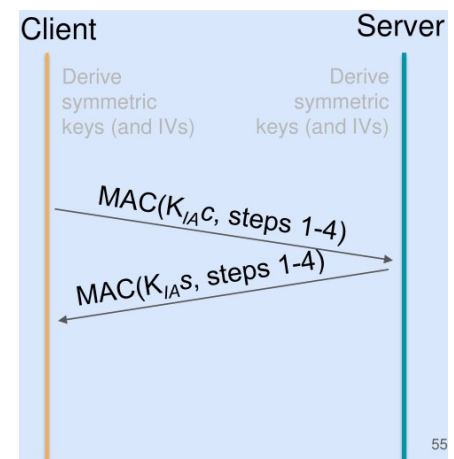 Client
Server
Derive
symmetric
keys (and IVs)
Derive
symmetric
keys (and IVs)
MAC(K_IAc, steps 1-4)
MAC(K_IAs, steps 1-4)
55